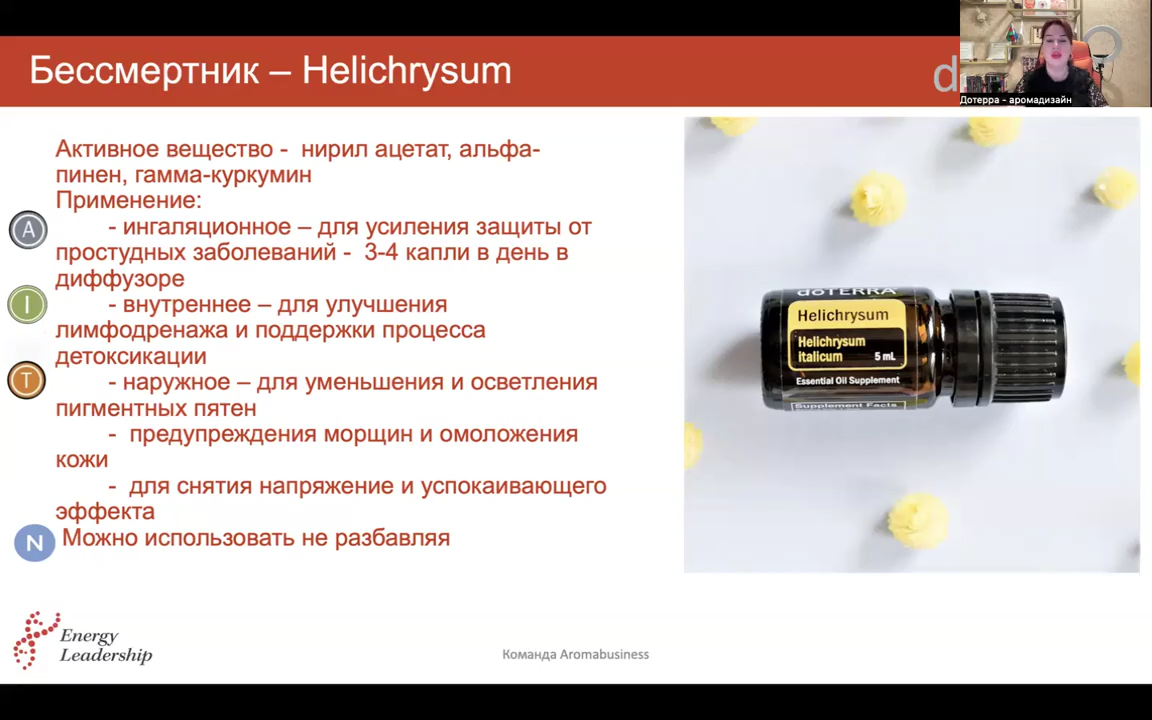 Бессмертник – Helichrysum
d
Дотерра - аромадизайн
Активное вещество - нирил ацетат, альфа-
пинен, гамма-куркумин
Применение:
A
- ингаляционное – для усиления защиты от
простудных заболеваний - 3-4 капли в день в
диффузоре
I
- внутреннее – для улучшения
лимфодренажа и поддержки процесса
детоксикации
T
- наружное – для уменьшения и осветления
пигментных пятен
- предупреждения морщин и омоложения
кожи
- для снятия напряжение и успокаивающего
эффекта
N
Можно использовать не разбавляя
doTERRA
Helichrysum
Helichrysum
italicum 5 mL
Essential Oil Supplement
Supplement Facts
Energy
Leadership
Команда Aromabusiness